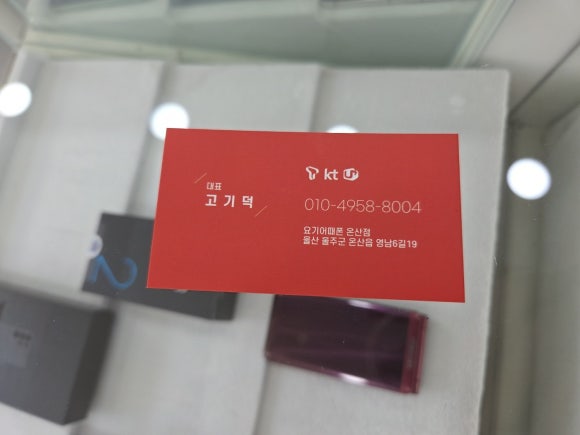 대표
고기덕
kt
010-4958-8004
요기어때폰 온산점
울산 울주군 온산읍 영남6길19
2